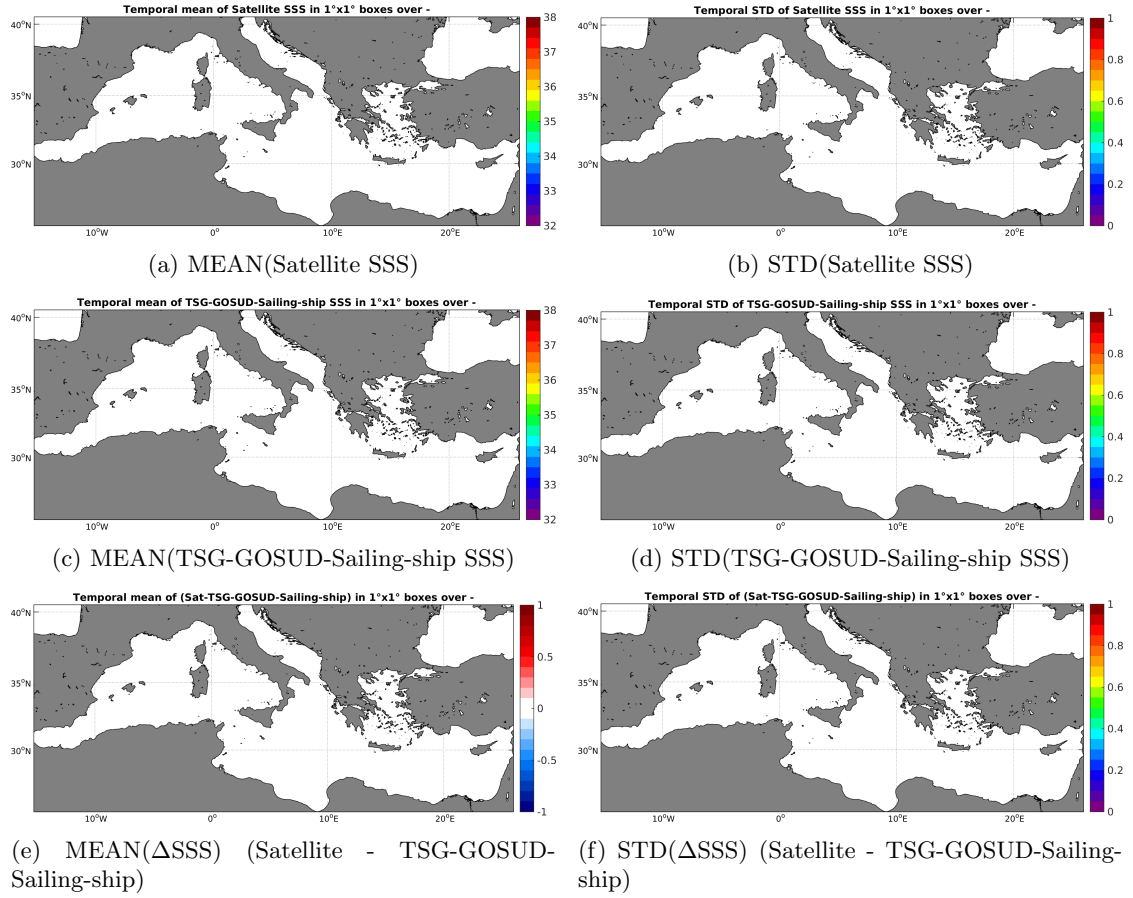 Temporal mean of Satellite SSS in 1°x1° boxes over -
40°N
35°N
30°N
10°W
0°
10°E
20°E
38
37
36
35
34
33
32
(a) MEAN(Satellite SSS)
Temporal STD of Satellite SSS in 1°x1° boxes over -
40°N
35°N
30°N
10°W
0°
10°E
20°E
1
0.8
0.6
0.4
0.2
0
(b) STD(Satellite SSS)
Temporal mean of TSG-GOSUD-Sailing-ship SSS in 1°x1° boxes over -
40°N
35°N
30°N
10°W
0°
10°E
20°E
38
37
36
35
34
33
32
(c) MEAN(TSG-GOSUD-Sailing-ship SSS)
Temporal STD of TSG-GOSUD-Sailing-ship SSS in 1°x1° boxes over -
40°N
35°N
30°N
10°W
0°
10°E
20°E
1
0.8
0.6
0.4
0.2
0
(d) STD(TSG-GOSUD-Sailing-ship SSS)
Temporal mean of (Sat-TSG-GOSUD-Sailing-ship) in 1°x1° boxes over -
40°N
35°N
30°N
10°W
0°
10°E
20°E
1
0.5
0
-0.5
-1
(e) MEAN(ΔSSS) (Satellite - TSG-GOSUD-
Sailing-ship)
Temporal STD of (Sat-TSG-GOSUD-Sailing-ship) in 1°x1° boxes over -
40°N
35°N
30°N
10°W
0°
10°E
20°E
1
0.8
0.6
0.4
0.2
0
(f) STD(ΔSSS) (Satellite - TSG-GOSUD-Sailing-
ship)